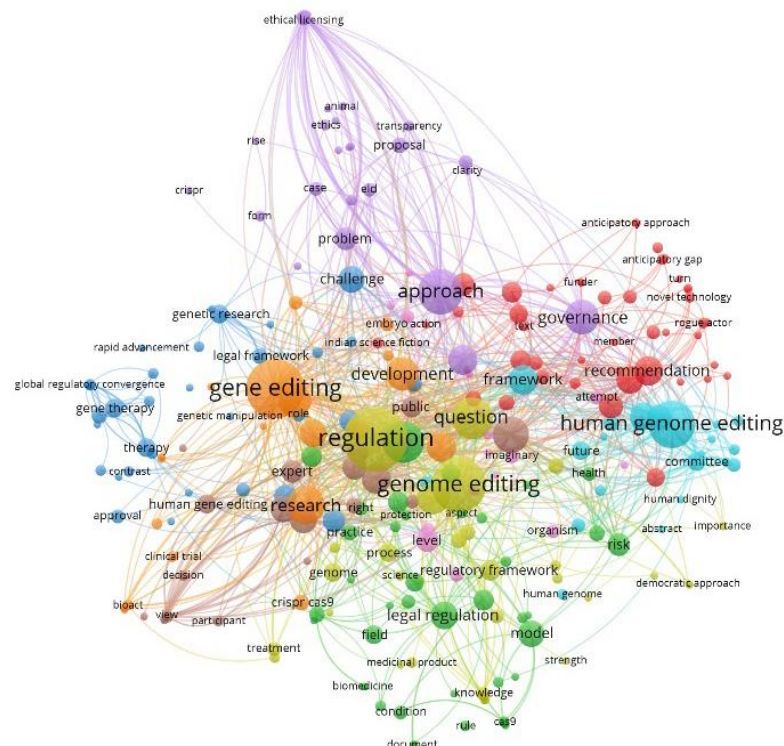 ethical licensing
animal
ethics
transparency
rise
proposal
clarity
crispr
case
eld
form
anticipatory approach
problem
anticipatory gap
challenge
funder
turn
approach
novel technology
genetic research
text
governance
rogue actor
embryo action
member
rapid advancement
legal framework
indian science fiction
development
framework
recommendation
global regulatory convergence
gene editing
attempt
gene therapy
genetic manipulation
role
public
question
human genome editing
regulation
therapy
imaginary
future
committee
contrast
expert
health
genome editing
human dignity
approval
human gene editing
research
right
protection
aspect
organism
abstract
importance
practice
level
risk
clinical trial
process
decision
genome
science
regulatory framework
democratic approach
human genome
bioact
view
participant
crispr cas9
legal regulation
field
model
treatment
medicinal product
strength
biomedicine
knowledge
condition
rule
cas9
document